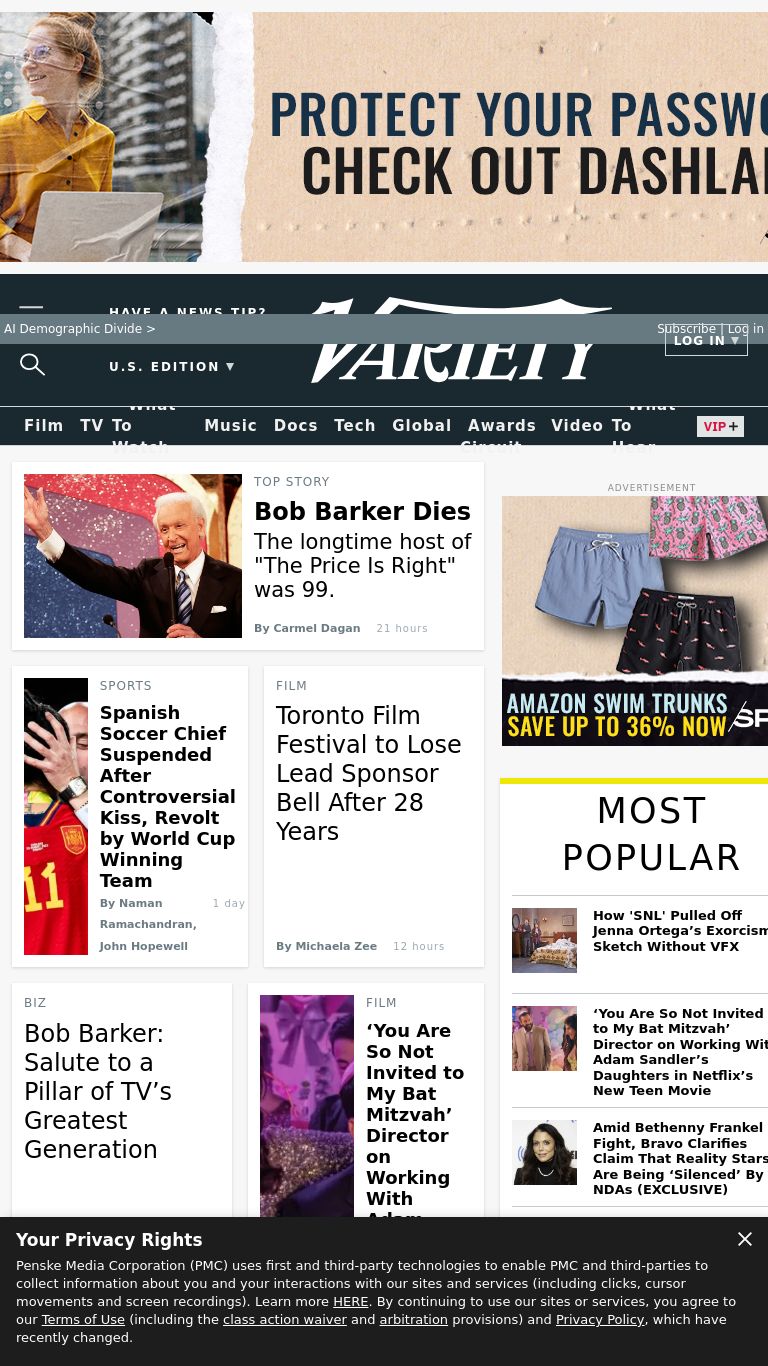 PROTECT YOUR
CHECK OUT
HAVE A NEWS TIP?
VARIETY
AI Demographic Divide >
Subscribe | Log in
LOG IN ▼
U.S. EDITION ▼
Film TV What To Watch Music Docs Tech Global Awards Circuit Video What To Hear VIP+
TOP STORY
Bob Barker Dies
The longtime host of
"The Price Is Right"
was 99.
By Carmel Dagan 21 hours
ADVERTISEMENT
AMAZON SWIM TRUNKS
SAVE UP TO 36% NOW
SPORTS
Spanish
Soccer Chief
Suspended
After
Controversial
Kiss, Revolt
by World Cup
Winning
Team
By Naman
Ramachandran,
John Hopewell
1 day
11
FILM
Toronto Film
Festival to Lose
Lead Sponsor
Bell After 28
Years
By Michaela Zee 12 hours
MOST
POPULAR
How 'SNL' Pulled Off
Jenna Ortega’s Exorcism
Sketch Without VFX
‘You Are So Not Invited
to My Bat Mitzvah’
Director on Working
Adam Sandler’s
Daughters in Netflix’s
New Teen Movie
Amid Bethenny Frankel
Fight, Bravo Clarifies
Claim That Reality Stars
Are Being ‘Silenced’ By
NDAs (EXCLUSIVE)
BIZ
Bob Barker:
Salute to a
Pillar of TV’s
Greatest
Generation
FILM
‘You Are
So Not
Invited to
My Bat
Mitzvah’
Director
on
Working
With
Adam
Your Privacy Rights
Penske Media Corporation (PMC) uses first and third-party technologies to enable PMC and third-parties to
collect information about you and your interactions with our sites and services (including clicks, cursor
movements and screen recordings). Learn more HERE. By continuing to use our sites or services, you agree to
our Terms of Use (including the class action waiver and arbitration provisions) and Privacy Policy, which have
recently changed.